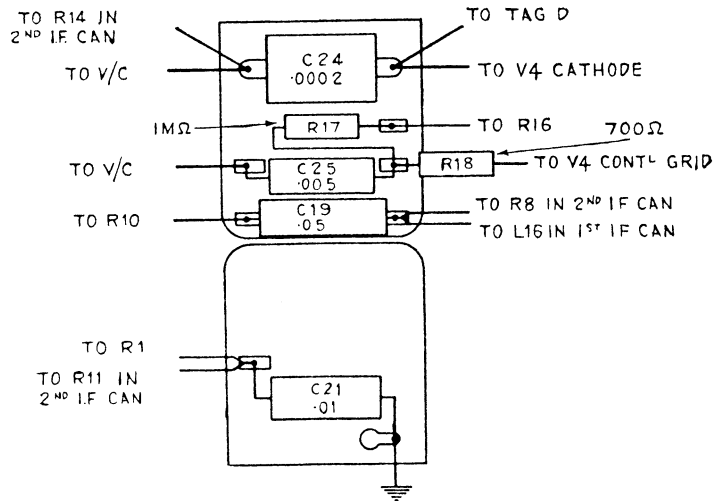 TO R14 IN
2ND I.F. CAN
TO TAG D
C24
.0002
TO V/C
TO V4 CATHODE
1MΩ
R17
TO R16
700Ω
TO V/C
C25
.005
R18
TO V4 CONTL GRID
TO R10
C19
.05
TO R8 IN 2ND IF CAN
TO L16 IN 1ST IF CAN
TO R1
TO R11 IN
2ND I.F CAN
C21
.01